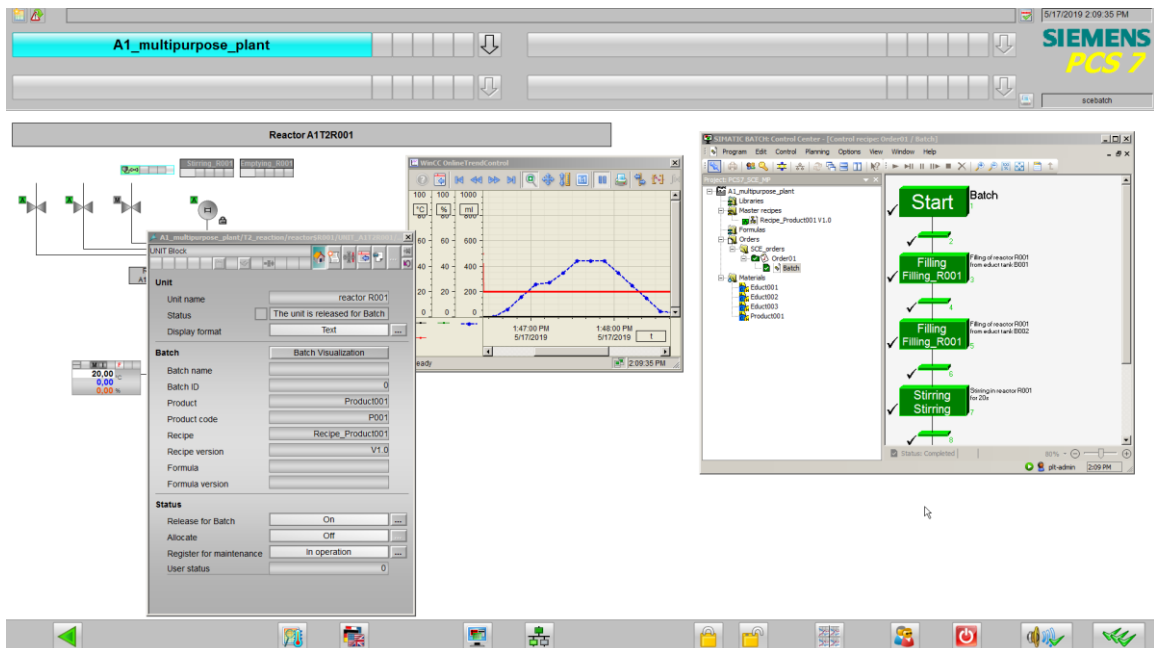 5/17/2019 2:09:35 PM
A1_multipurpose_plant
SIEMENS
PCS 7
scebatch
Reactor A1T2R001
Stirring_R001 Emptying_R001
A A M A
20,00 °C
0,00
0,00 %
A1_multipurpose_plant/T2_reaction/reactorR001/UNIT_A1T2R001
UNIT Block
Unit
Unit name reactor R001
Status The unit is released for Batch
Display format Text ...
Batch Batch Visualization
Batch name
Batch ID 0
Product Product001
Product code P001
Recipe Recipe_Product001
Recipe version V1.0
Formula
Formula version
Status
Release for Batch On ...
Allocate Off
Register for maintenance In operation ...
User status 0
WinCC OnlineTrendControl
100 100 1000
°C % ml
80 80 800
60 60 600
40 40 400
20 20 200
0 0 0
1:47:00 PM 1:48:00 PM
5/17/2019 5/17/2019 t
eady 2:09:35 PM
SIMATIC BATCH: Control Center - [Control recipe: Order01 / Batch]
Program Edit Control Planning Options View Window Help
Project: PCS7_SCE_MP
A1_multipurpose_plant
Libraries
Master recipes
Recipe_Product001 V1.0
Formulas
Orders
SCE_orders
Order01
Batch
Materials
Educt001
Educt002
Educt003
Product001
Start Batch
1
2
Filling
Filling_R001
Filling of reactor R001
from educt tank B001
3
4
Filling
Filling_R001
Filling of reactor R001
from educt tank B002
5
6
Stirring
Stirring
Stirring in reactor R001
for 20s
7
8
Status: Completed 80%
plt-admin 2:09 PM